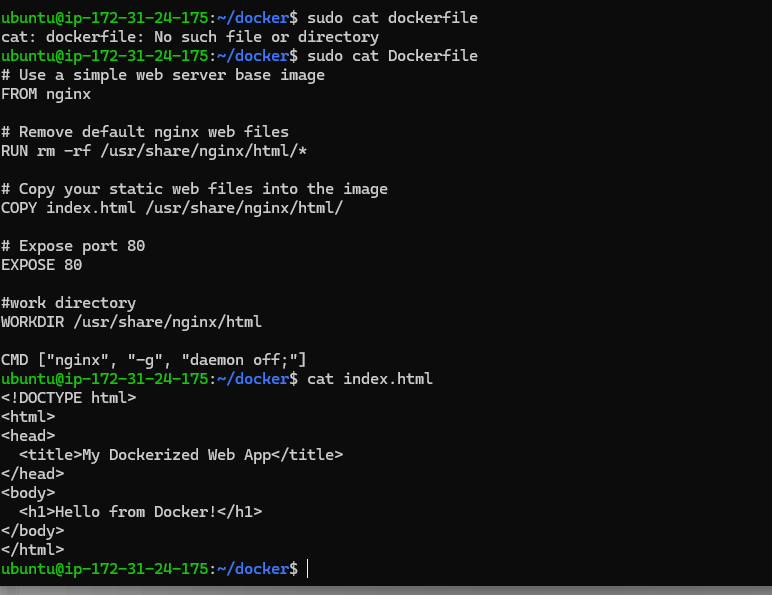 ubuntu@ip-172-31-24-175:~/docker$ sudo cat dockerfile
cat: dockerfile: No such file or directory
ubuntu@ip-172-31-24-175:~/docker$ sudo cat Dockerfile
# Use a simple web server base image
FROM nginx

# Remove default nginx web files
RUN rm -rf /usr/share/nginx/html/*

# Copy your static web files into the image
COPY index.html /usr/share/nginx/html/

# Expose port 80
EXPOSE 80

#work directory
WORKDIR /usr/share/nginx/html

CMD ["nginx", "-g", "daemon off;"]
ubuntu@ip-172-31-24-175:~/docker$ cat index.html
<!DOCTYPE html>
<html>
<head>
  <title>My Dockerized Web App</title>
</head>
<body>
  <h1>Hello from Docker!</h1>
</body>
</html>
ubuntu@ip-172-31-24-175:~/docker$